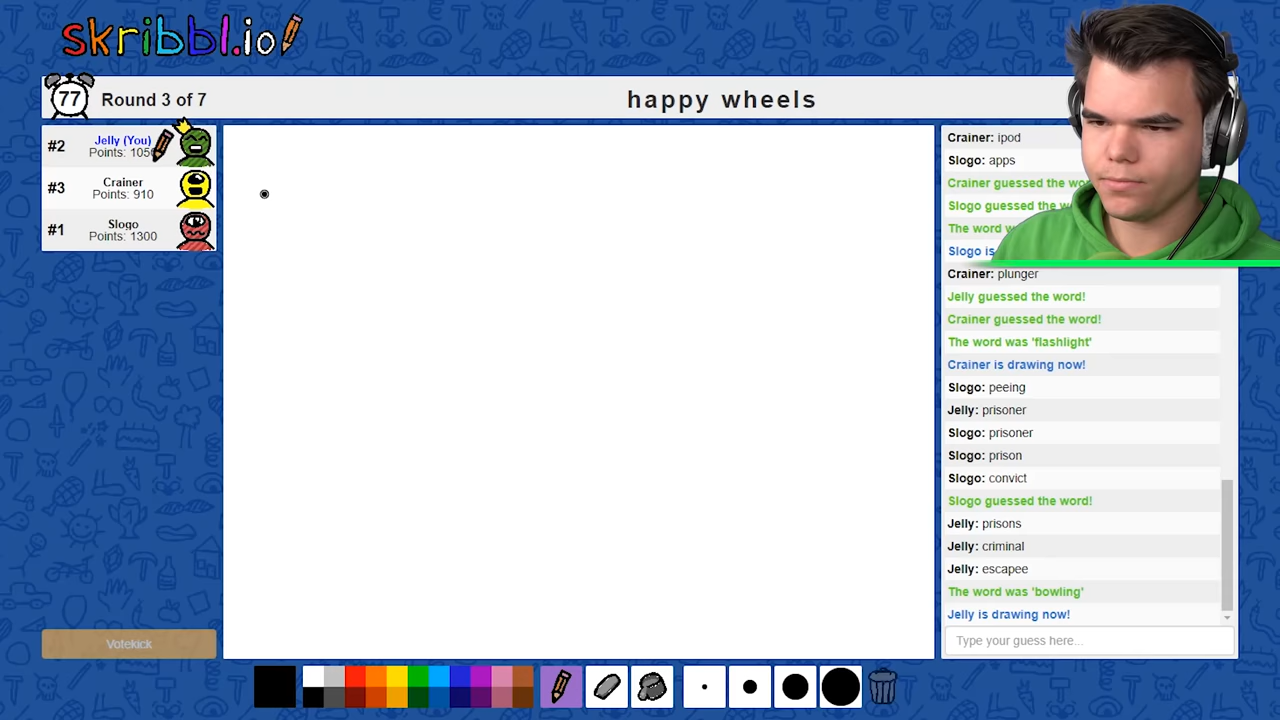 skribbl.io
77
Round 3 of 7
happy wheels
#2
Jelly (You)
Points: 1050
#3
Crainer
Points: 910
#1
Slogo
Points: 1300
Votekick
Crainer: ipod
Slogo: apps
Crainer guessed the
Slogo guessed the
The word
Slogo is
Crainer: plunger
Jelly guessed the word!
Crainer guessed the word!
The word was 'flashlight'
Crainer is drawing now!
Slogo: peeing
Jelly: prisoner
Slogo: prisoner
Slogo: prison
Slogo: convict
Slogo guessed the word!
Jelly: prisons
Jelly: criminal
Jelly: escapee
The word was 'bowling'
Jelly is drawing now!
Type your guess here...